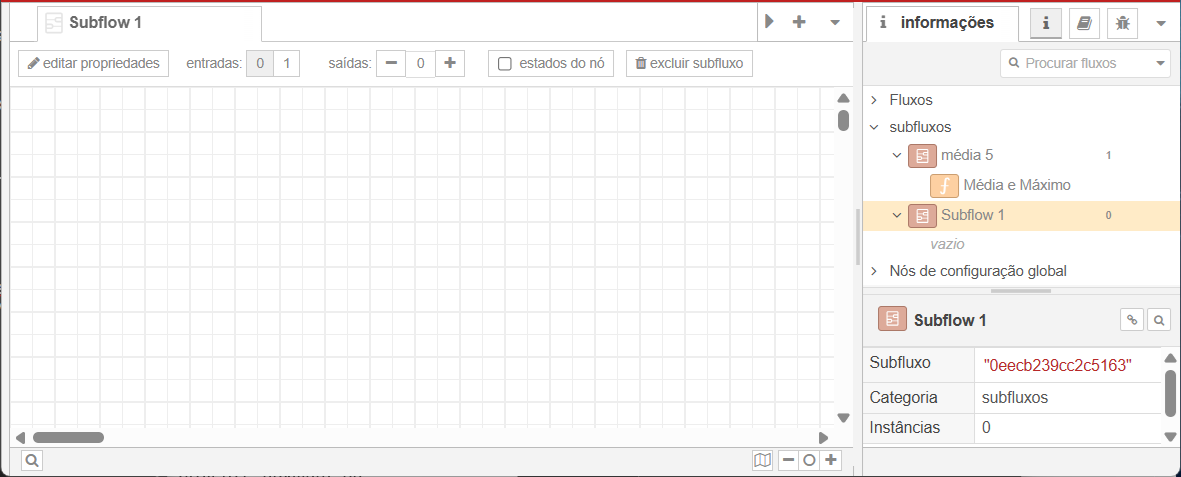 Subflow 1
editar propriedades
entradas: 0 1
saídas: 0
estados do nó
excluir subfluxo
informações
Procurar fluxos
Fluxos
subfluxos
média 5 1
Média e Máximo
Subflow 1 0
vazio
Nós de configuração global
Subflow 1
Subfluxo "0eecb239cc2c5163"
Categoria subfluxos
Instâncias 0